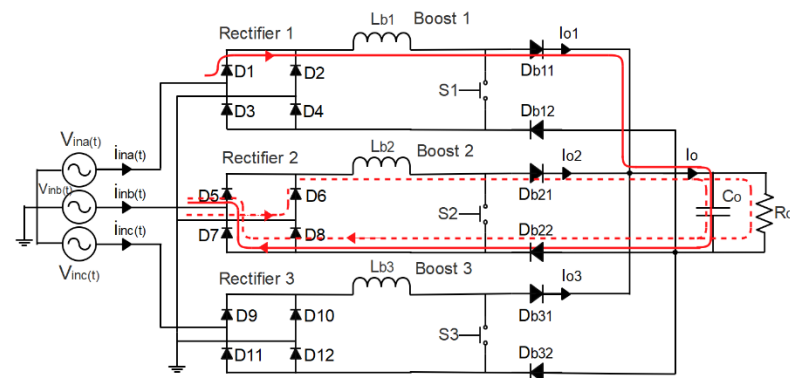 Rectifier 1
Lb1
Boost 1
Io1
D1
D2
Db11
S1
D3
D4
Db12
Vina(t)
iina(t)
Rectifier 2
Lb2
Boost 2
Io2
Io
Vinb(t)
iinb(t)
D5
D6
Db21
Co
Ro
S2
D7
D8
Db22
iinc(t)
Vinc(t)
Rectifier 3
Lb3
Boost 3
Io3
D9
D10
Db31
S3
D11
D12
Db32